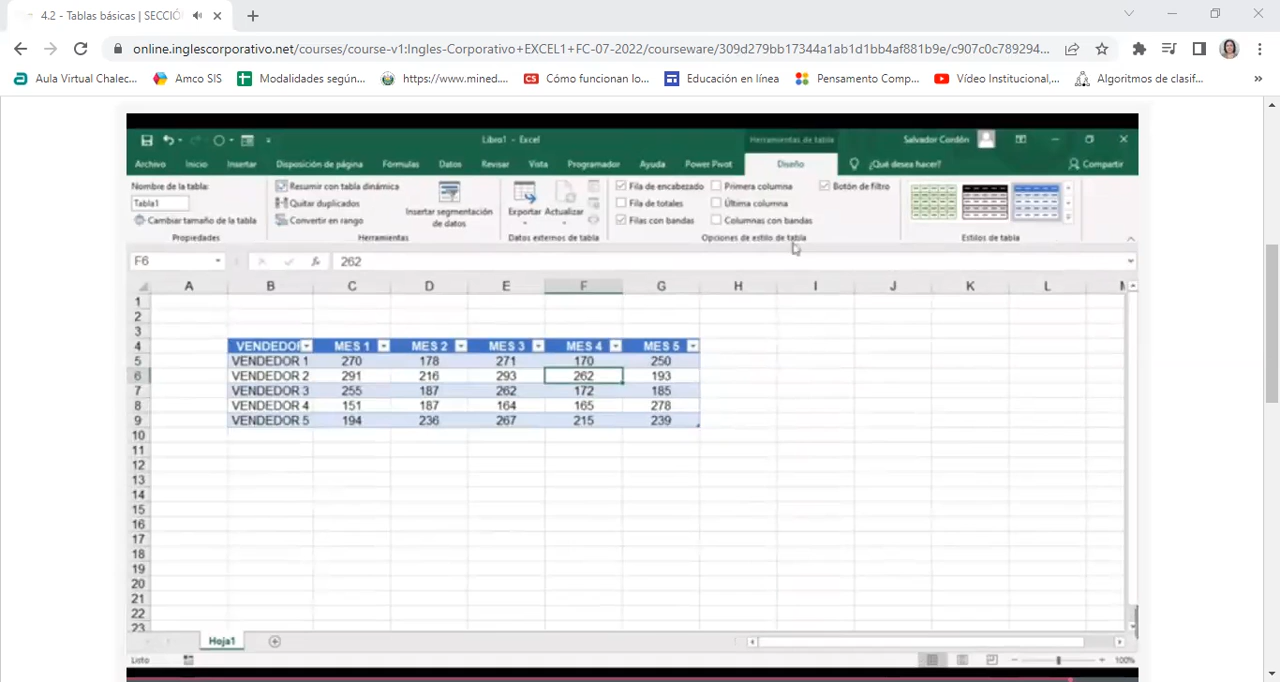 4.2 - Tablas básicas | SECCIÓ
online.inglescorporativo.net/courses/course-v1:Ingles-Corporativo+EXCEL1+FC-07-2022/courseware/309d279bb17344a1ab1d1bb4af881b9e/c907c0c789294...
Aula Virtual Chalec... Amco SIS Modalidades según... https://www.mined.... CS Cómo funcionan lo... Educación en línea Pensamento Comp... Vídeo Institucional,... Algoritmos de clasif... »
Libro1 - Excel Herramientas de tabla Salvador Cordón
Archivo Inicio Insertar Disposición de página Fórmulas Datos Revisar Vista Programador Ayuda Power Pivot Diseño ¿Qué desea hacer? Compartir
Nombre de la tabla: Resumir con tabla dinámica Fila de encabezado Primera columna Botón de filtro
Tabla1 Quitar duplicados Insertar segmentación de datos Exportar Actualizar Fila de totales Última columna
Cambiar tamaño de la tabla Convertir en rango Filas con bandas Columnas con bandas
Propiedades Herramientas Datos externos de tabla Opciones de estilo de tabla Estilos de tabla
F6 fx 262
A B C D E F G H I J K L M
1
2
3
4 VENDEDOR MES 1 MES 2 MES 3 MES 4 MES 5
5 VENDEDOR 1 270 178 271 170 250
6 VENDEDOR 2 291 216 293 262 193
7 VENDEDOR 3 255 187 262 172 185
8 VENDEDOR 4 151 187 164 165 278
9 VENDEDOR 5 194 236 267 215 239
10
11
12
13
14
15
16
17
18
19
20
21
22
23
Hoja1
Listo 100%